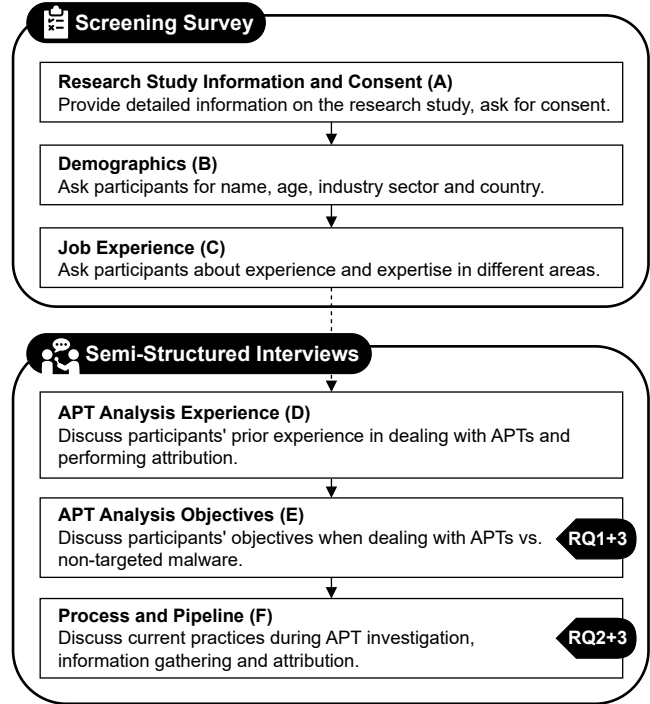 Screening Survey
Research Study Information and Consent (A)
Provide detailed information on the research study, ask for consent.
Demographics (B)
Ask participants for name, age, industry sector and country.
Job Experience (C)
Ask participants about experience and expertise in different areas.
Semi-Structured Interviews
APT Analysis Experience (D)
Discuss participants' prior experience in dealing with APTs and
performing attribution.
APT Analysis Objectives (E)
Discuss participants' objectives when dealing with APTs vs.
non-targeted malware.
RQ1+3
Process and Pipeline (F)
Discuss current practices during APT investigation,
information gathering and attribution.
RQ2+3